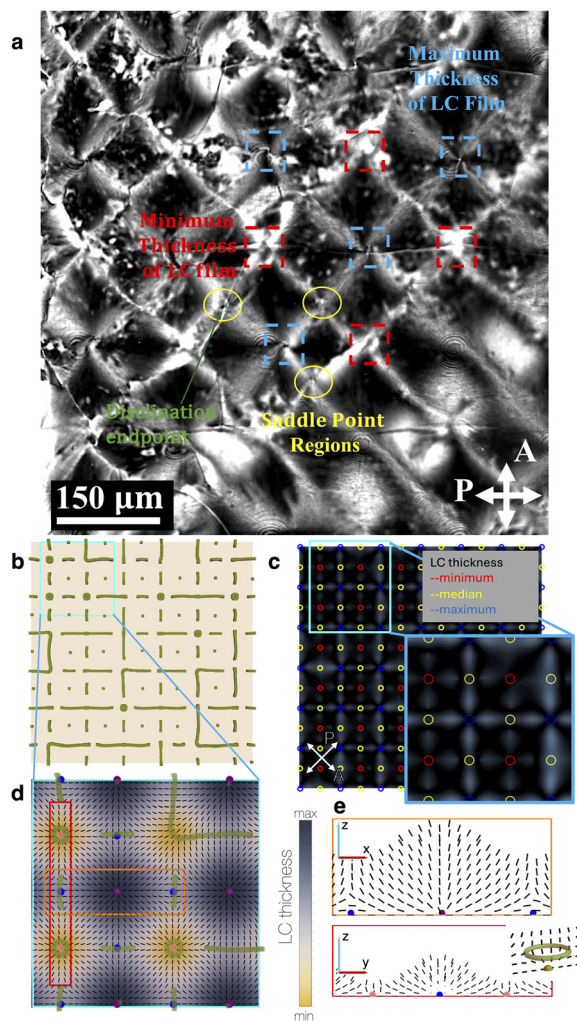 a
Maximum
Thickness
of LC Film
Minimum
Thickness
of LC film
Disclination
endpoint
Saddle Point
Regions
A
P
150 µm
b
c
LC thickness
--minimum
--median
--maximum
P
A
d
max
LC thickness
min
e
z
x
z
y